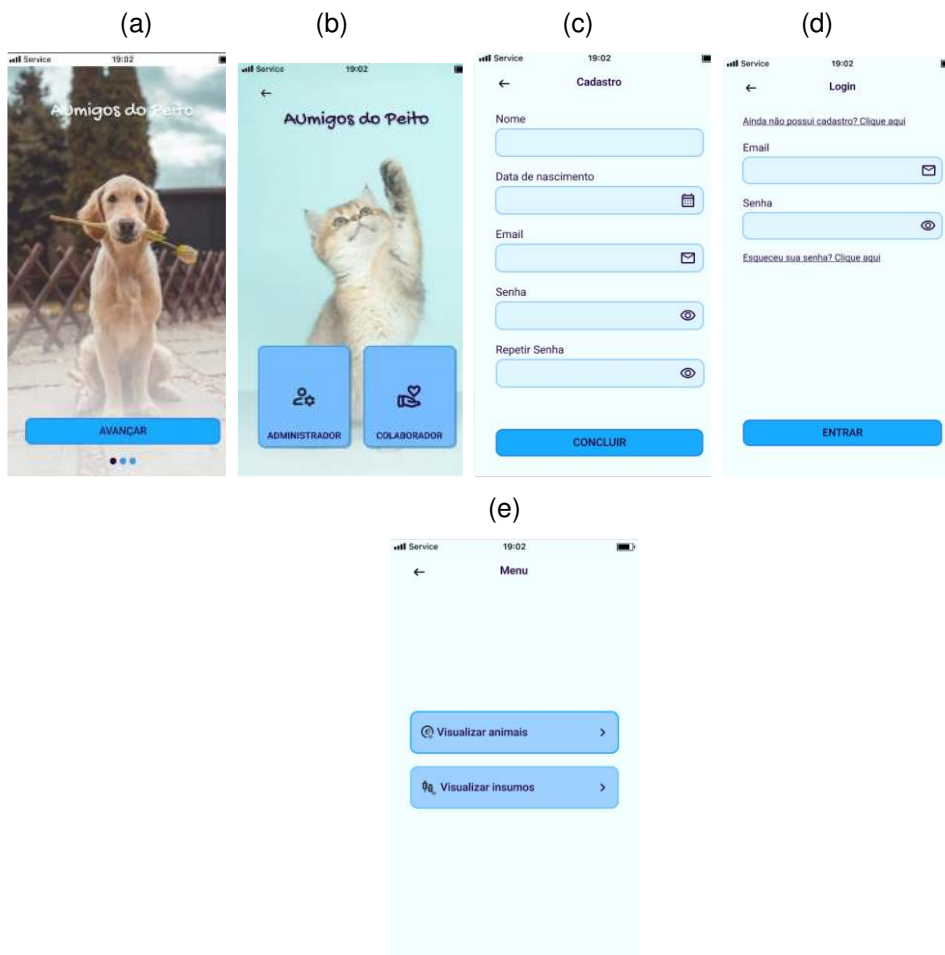 (a)
(b)
(c)
(d)
Service 19:02
AUmigos do Peito
AVANÇAR
Service 19:02
AUmigos do Peito
ADMINISTRADOR
COLABORADOR
Service 19:02
Cadastro
Nome
Data de nascimento
Email
Senha
Repetir Senha
CONCLUIR
Service 19:02
Login
Ainda não possui cadastro? Clique aqui
Email
Senha
Esqueceu sua senha? Clique aqui
ENTRAR
(e)
Service 19:02
Menu
Visualizar animais
Visualizar insumos